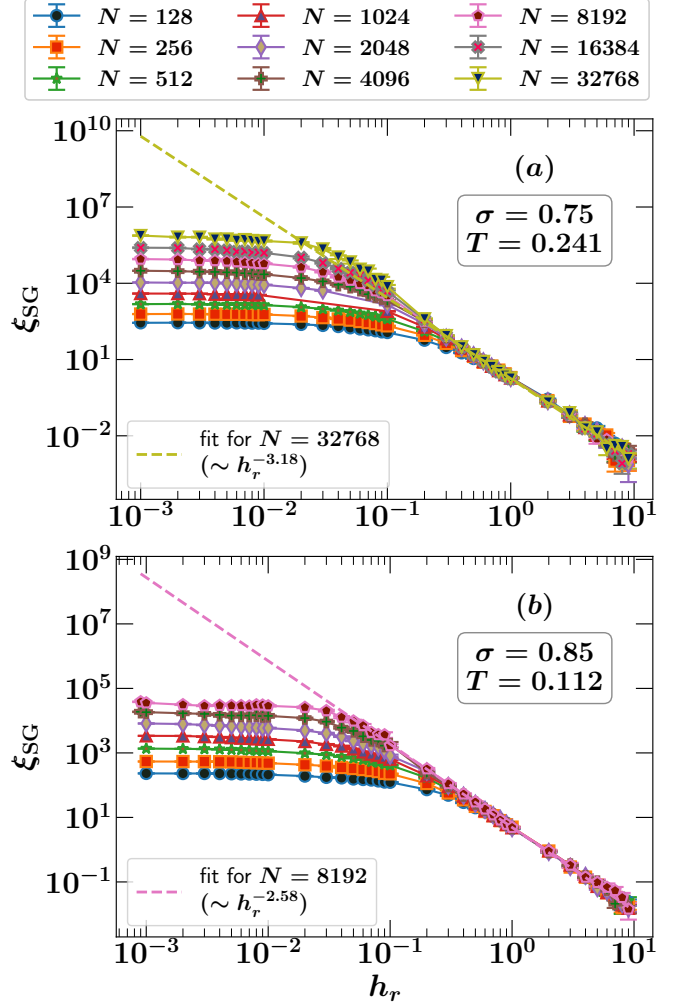 N = 128 N = 1024 N = 8192
N = 256 N = 2048 N = 16384
N = 512 N = 4096 N = 32768
10^10
(a)
σ = 0.75
T = 0.241
10^7
10^4
ξ_SG
10^1
10^−2
fit for N = 32768
(∼ h_r^−3.18)
10^−3 10^−2 10^−1 10^0 10^1
10^9
(b)
σ = 0.85
T = 0.112
10^7
10^5
ξ_SG
10^3
10^1
10^−1
fit for N = 8192
(∼ h_r^−2.58)
10^−3 10^−2 10^−1 10^0 10^1
h_r